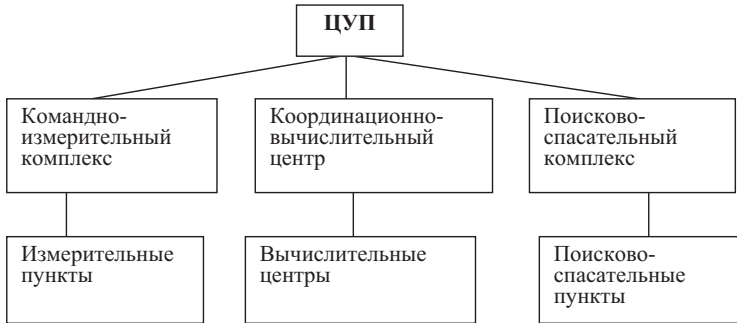 ЦУП
Командно-
измерительный
комплекс
Координационно-
вычислительный
центр
Поисково-
спасательный
комплекс
Измерительные
пункты
Вычислительные
центры
Поисково-
спасательные
пункты